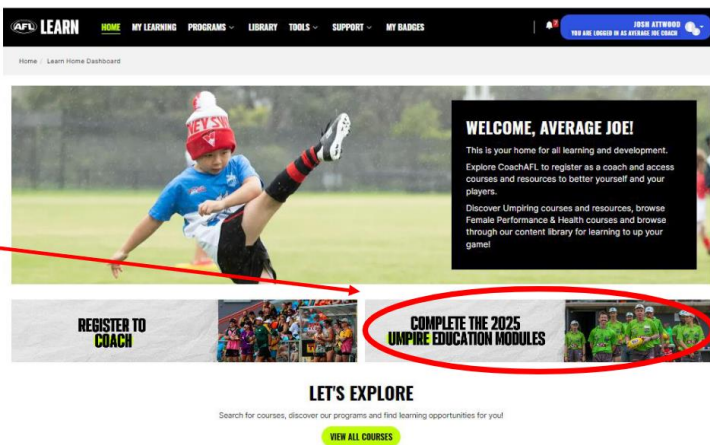 AFL LEARN HOME MY LEARNING PROGRAMS LIBRARY TOOLS SUPPORT MY BADGES JOSH ATTWOOD
YOU ARE LOGGED IN AS AVERAGE JOE COACH
Home / Learn Home Dashboard
WELCOME, AVERAGE JOE!
This is your home for all learning and development.
Explore CoachAFL to register as a coach and access
courses and resources to better yourself and your
players.
Discover Umpiring courses and resources, browse
Female Performance & Health courses and browse
through our content library for learning to up your
game!
REGISTER TO
COACH
COMPLETE THE 2025
UMPIRE EDUCATION MODULES
LET'S EXPLORE
Search for courses, discover our programs and find learning opportunities for you!
VIEW ALL COURSES